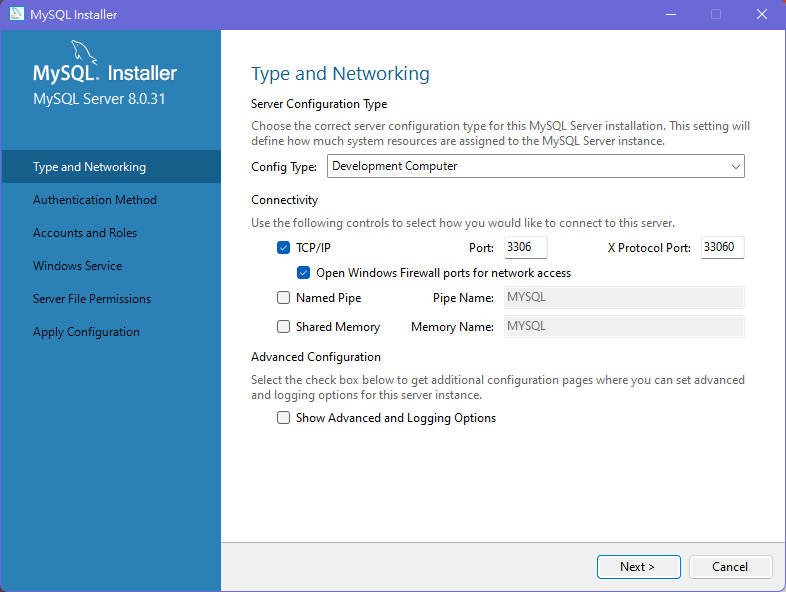 MySQL Installer
MySQL® Installer
MySQL Server 8.0.31
Type and Networking
Authentication Method
Accounts and Roles
Windows Service
Server File Permissions
Apply Configuration
Type and Networking
Server Configuration Type
Choose the correct server configuration type for this MySQL Server installation. This setting will
define how much system resources are assigned to the MySQL Server instance.
Config Type: Development Computer
Connectivity
Use the following controls to select how you would like to connect to this server.
TCP/IP Port: 3306 X Protocol Port: 33060
Open Windows Firewall ports for network access
Named Pipe Pipe Name: MYSQL
Shared Memory Memory Name: MYSQL
Advanced Configuration
Select the check box below to get additional configuration pages where you can set advanced
and logging options for this server instance.
Show Advanced and Logging Options
Next > Cancel